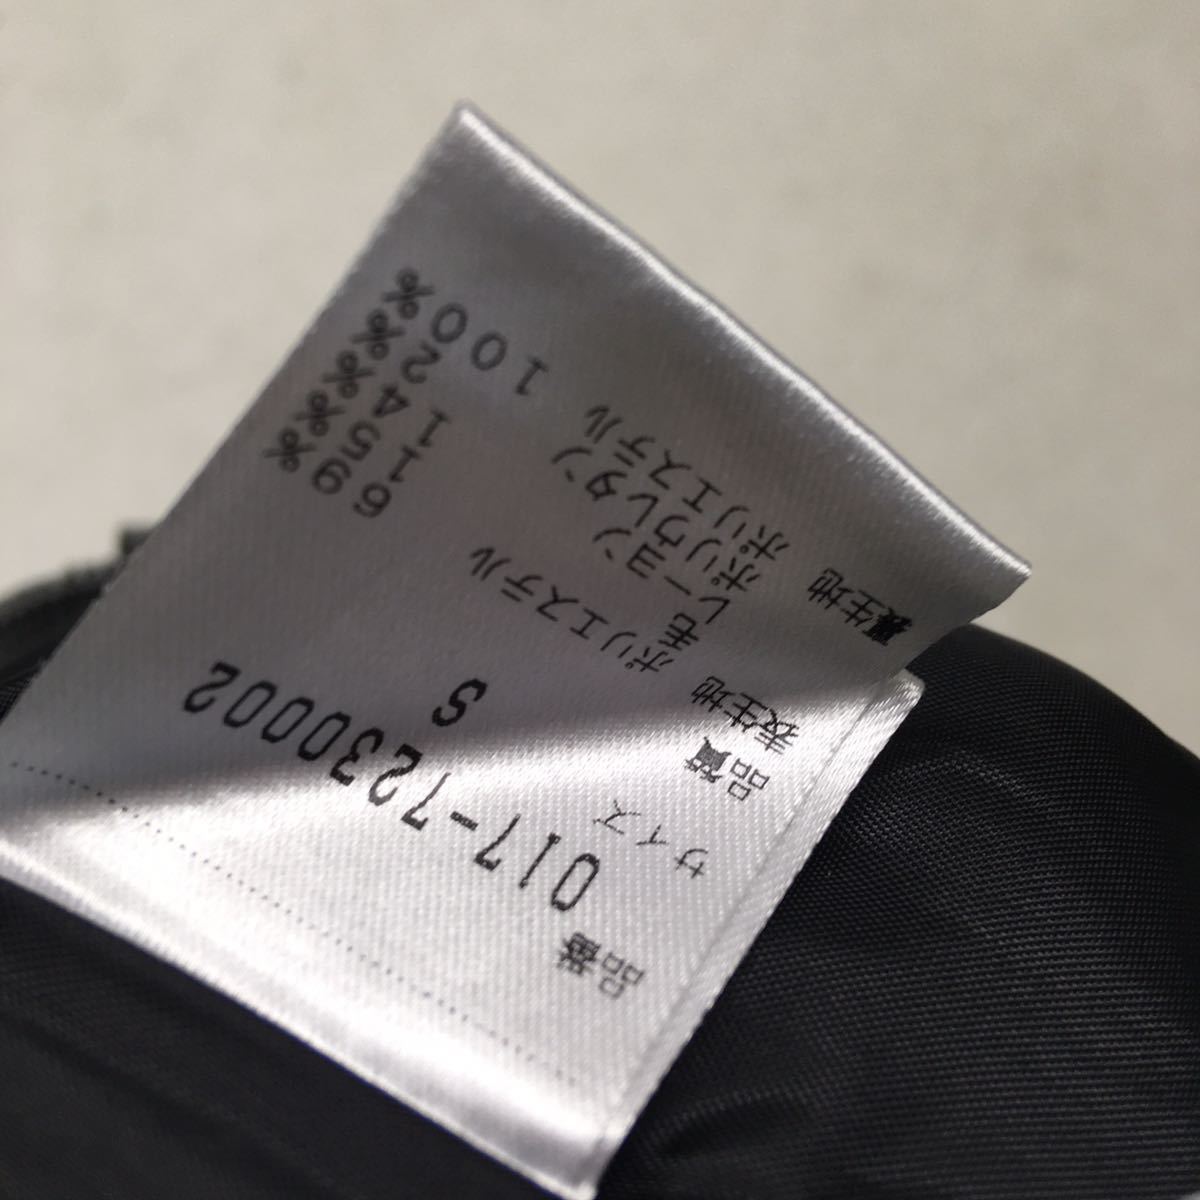 品番 017-7230002
サイズ S
品質
表生地 ポリエステル 69%
毛 15%
レーヨン 14%
ポリウレタン 2%
裏生地 ポリエステル 100%